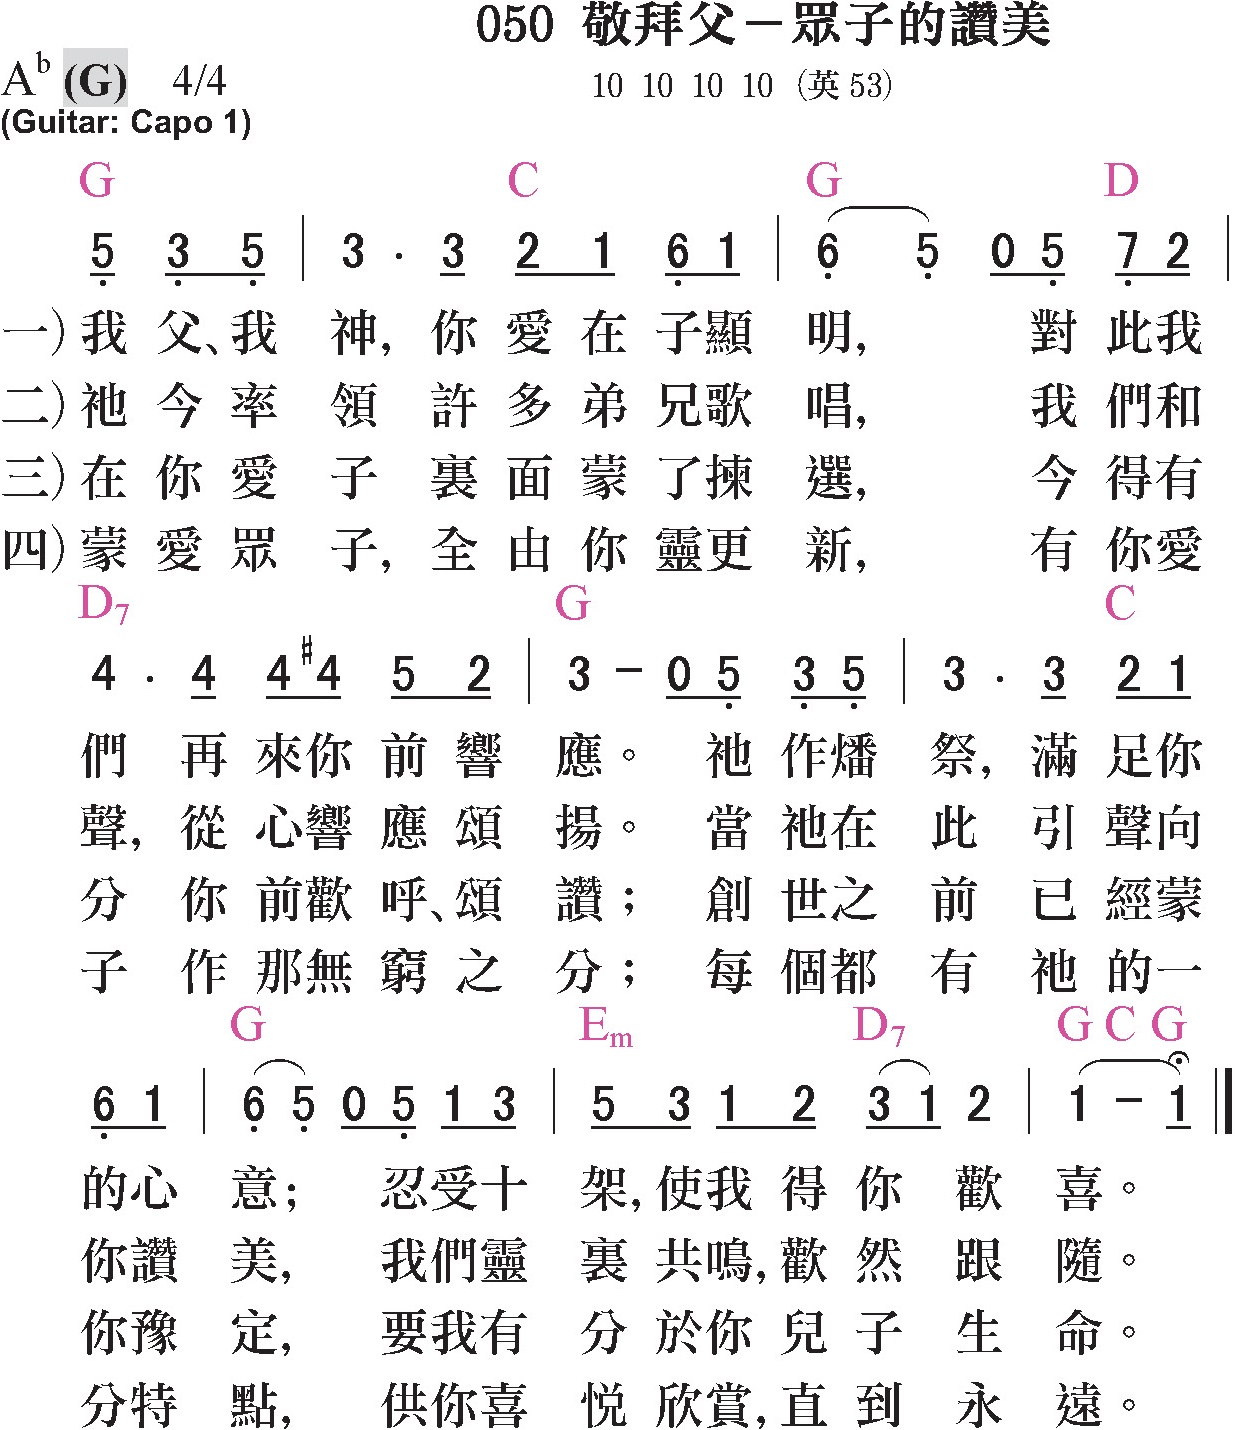 050 敬拜父－眾子的讚美
A♭ (G) 4/4
10 10 10 10 (英 53)
(Guitar: Capo 1)
G C G D
5 3 5 | 3 · 3 2 1 6 1 | 6 5 0 5 7 2 |
一) 我 父、我 神, 你 愛 在 子顯 明, 對 此我
二) 祂 今 率 領 許 多 弟 兄歌 唱, 我 們和
三) 在 你 愛 子 裏 面 蒙 了揀 選, 今 得有
四) 蒙 愛 眾 子, 全 由 你 靈更 新, 有 你愛
D7 G C
4 · 4 4 #4 5 2 | 3 – 0 5 3 5 | 3 · 3 2 1
們 再 來你 前 響 應。 祂 作燔 祭, 滿 足你
聲, 從 心響 應 頌 揚。 當 祂在 此 引 聲向
分 你 前歡 呼、頌 讚; 創 世之 前 已 經蒙
子 作 那無 窮 之 分; 每 個都 有 祂 的一
G Em D7 G C G
6 1 | 6 5 0 5 1 3 | 5 3 1 2 3 1 2 | 1 – 1 ‖
的心 意; 忍受十 架, 使我 得 你 歡 喜。
你讚 美, 我們靈 裏 共鳴, 歡 然 跟 隨。
你豫 定, 要我有 分 於你 兒 子 生 命。
分特 點, 供你喜 悦 欣賞, 直 到 永 遠。